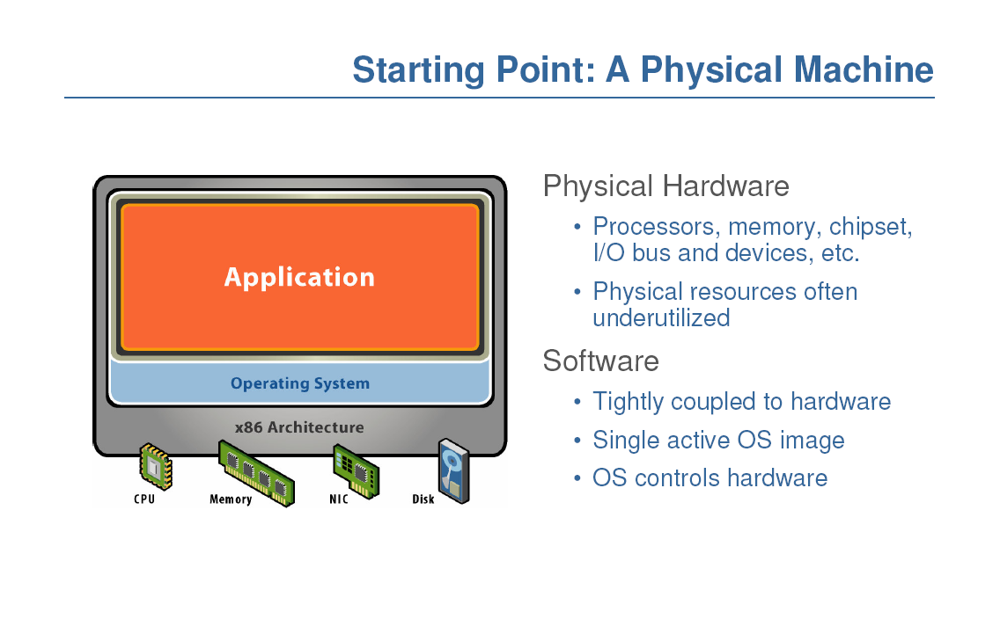 Starting Point: A Physical Machine
Application
Operating System
x86 Architecture
CPU
Memory
NIC
Disk
Physical Hardware
• Processors, memory, chipset,
I/O bus and devices, etc.
• Physical resources often
underutilized
Software
• Tightly coupled to hardware
• Single active OS image
• OS controls hardware